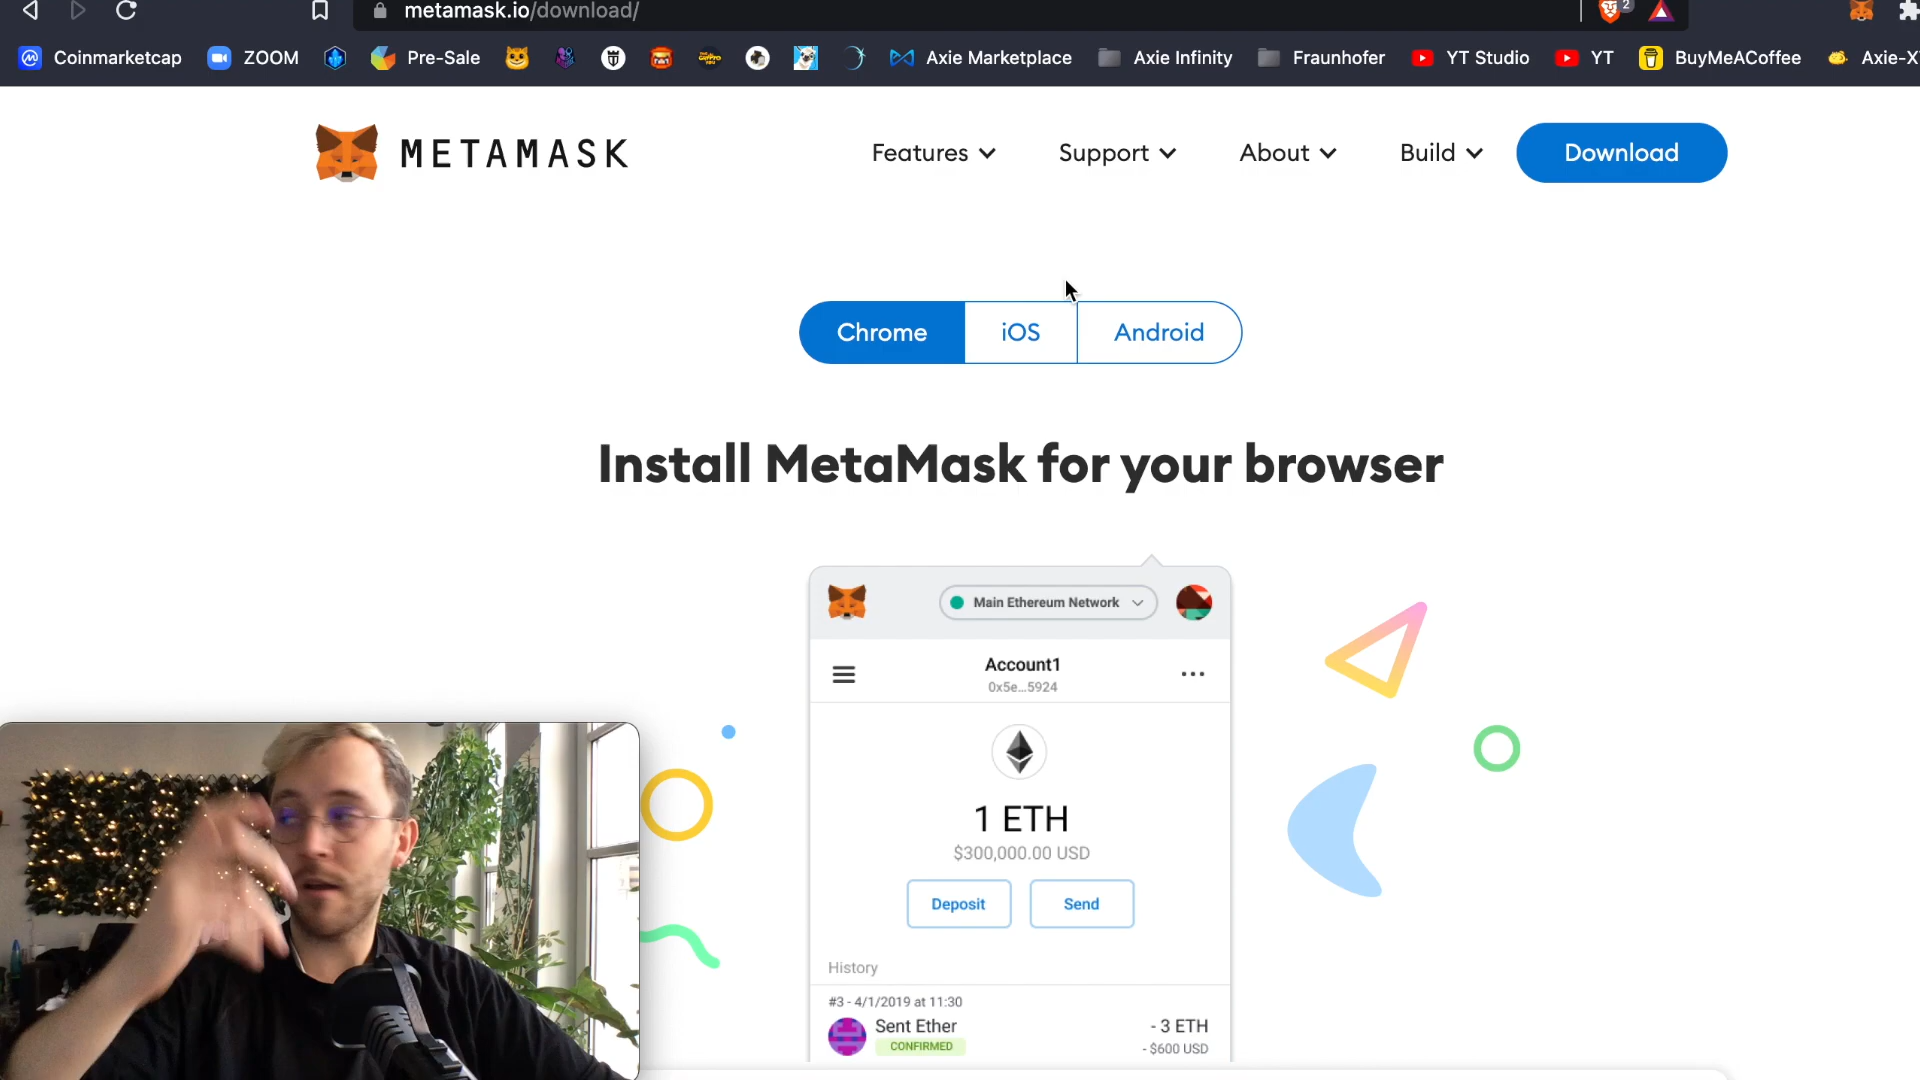 metamask.io/download/
2
Coinmarketcap
ZOOM
Pre-Sale
Axie Marketplace
Axie Infinity
Fraunhofer
YT Studio
YT
BuyMeACoffee
Axie-X
METAMASK
Features
Support
About
Build
Download
Chrome
iOS
Android
Install MetaMask for your browser
Main Ethereum Network
Account1
0x5e...5924
1 ETH
$300,000.00 USD
Deposit
Send
History
#3 - 4/1/2019 at 11:30
Sent Ether
- 3 ETH
CONFIRMED
- $600 USD